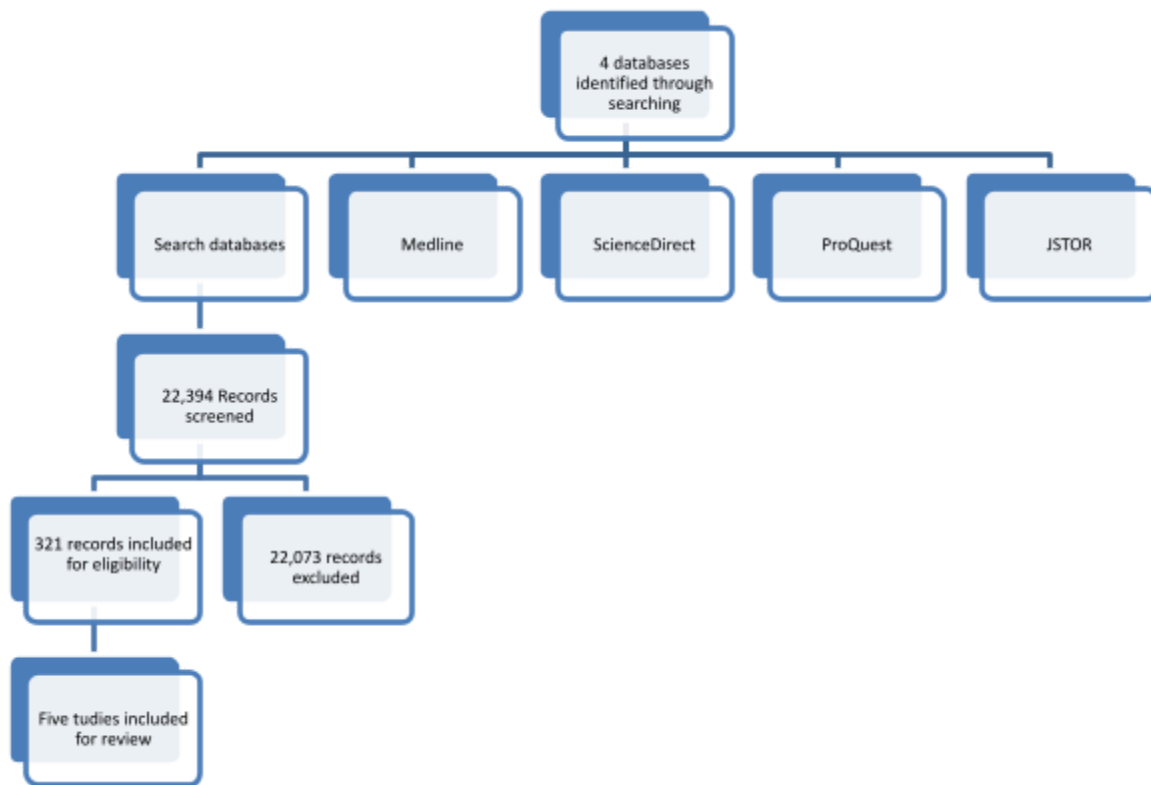 4 databases
identified through
searching
Search databases
Medline
ScienceDirect
ProQuest
JSTOR
22,394 Records
screened
321 records included
for eligibility
22,073 records
excluded
Five tudies included
for review